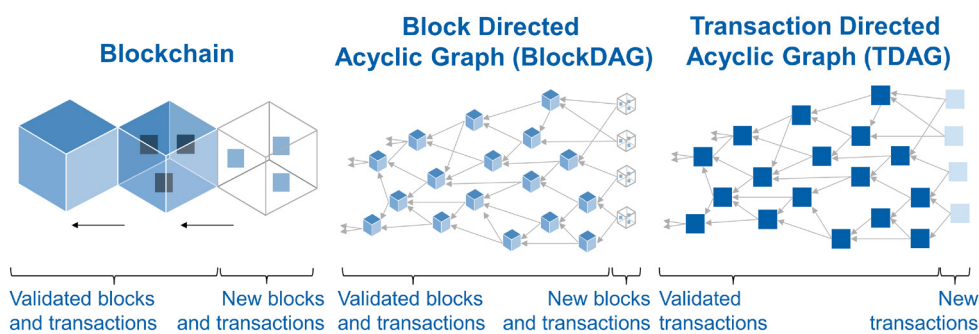 Blockchain
Block Directed
Acyclic Graph (BlockDAG)
Transaction Directed
Acyclic Graph (TDAG)
Validated blocks
and transactions
New blocks
and transactions
Validated blocks
and transactions
New blocks
and transactions
Validated
transactions
New
transactions